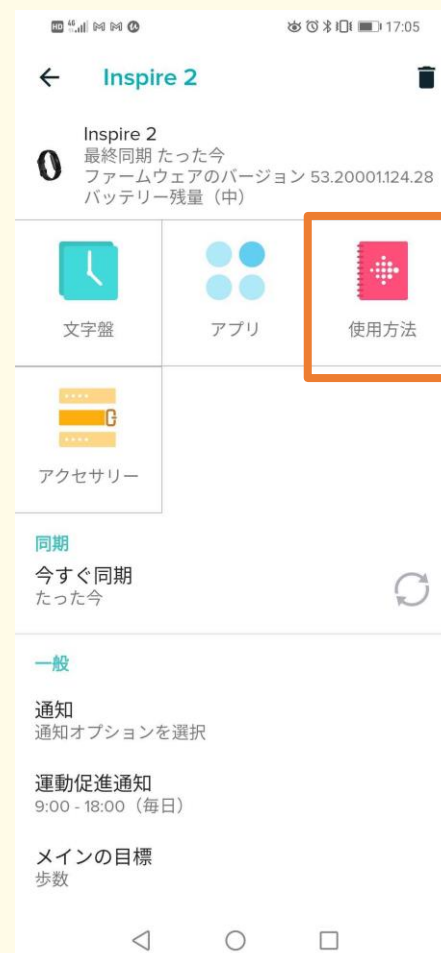 HD 46 17:05
Inspire 2
Inspire 2
最終同期 たった今
ファームウェアのバージョン 53.20001.124.28
バッテリー残量（中）
文字盤
アプリ
使用方法
アクセサリー
同期
今すぐ同期
たった今
一般
通知
通知オプションを選択
運動促進通知
9:00 - 18:00（毎日）
メインの目標
歩数